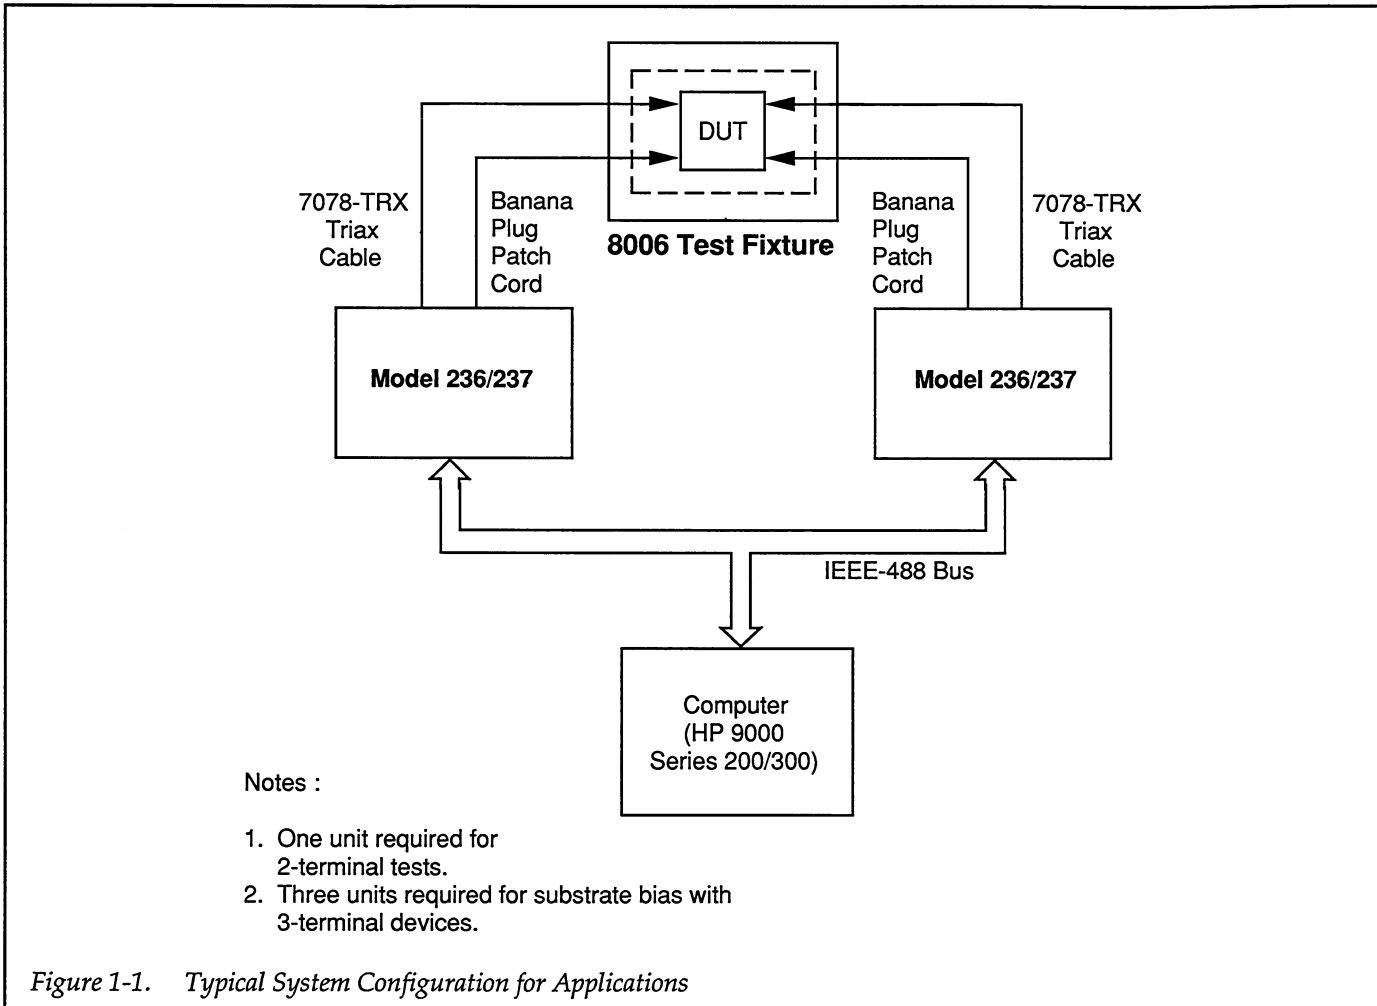 DUT
8006 Test Fixture
7078-TRX
Triax
Cable
Banana
Plug
Patch
Cord
Banana
Plug
Patch
Cord
7078-TRX
Triax
Cable
Model 236/237
Model 236/237
IEEE-488 Bus
Computer
(HP 9000
Series 200/300)
Notes :
1. One unit required for
2-terminal tests.
2. Three units required for substrate bias with
3-terminal devices.
Figure 1-1. Typical System Configuration for Applications